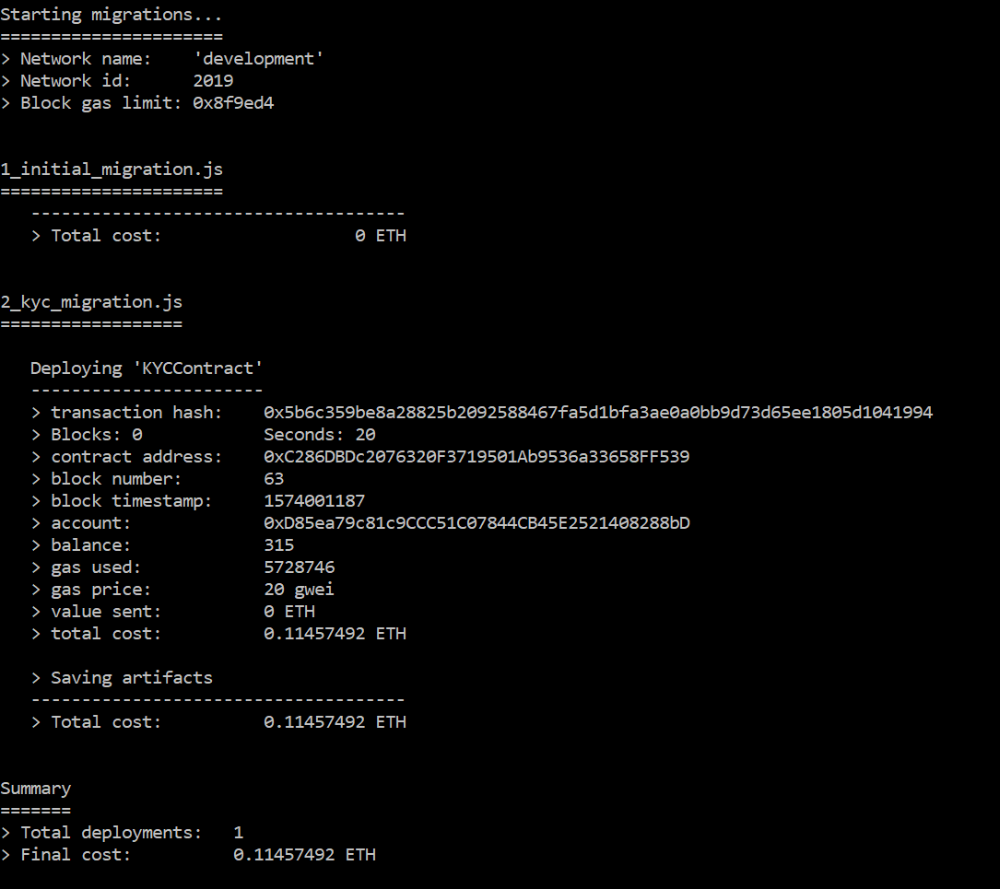 Starting migrations...
======================
> Network name:    'development'
> Network id:      2019
> Block gas limit: 0x8f9ed4
1_initial_migration.js
======================
   -------------------------------------
   > Total cost:                   0 ETH
2_kyc_migration.js
==================
   Deploying 'KYCContract'
   -----------------------
   > transaction hash:    0x5b6c359be8a28825b2092588467fa5d1bfa3ae0a0bb9d73d65ee1805d1041994
   > Blocks: 0            Seconds: 20
   > contract address:    0xC286DBDc2076320F3719501Ab9536a33658FF539
   > block number:        63
   > block timestamp:     1574001187
   > account:             0xD85ea79c81c9CCC51C07844CB45E2521408288bD
   > balance:             315
   > gas used:            5728746
   > gas price:           20 gwei
   > value sent:          0 ETH
   > total cost:          0.11457492 ETH
   > Saving artifacts
   -------------------------------------
   > Total cost:          0.11457492 ETH
Summary
=======
> Total deployments:   1
> Final cost:          0.11457492 ETH